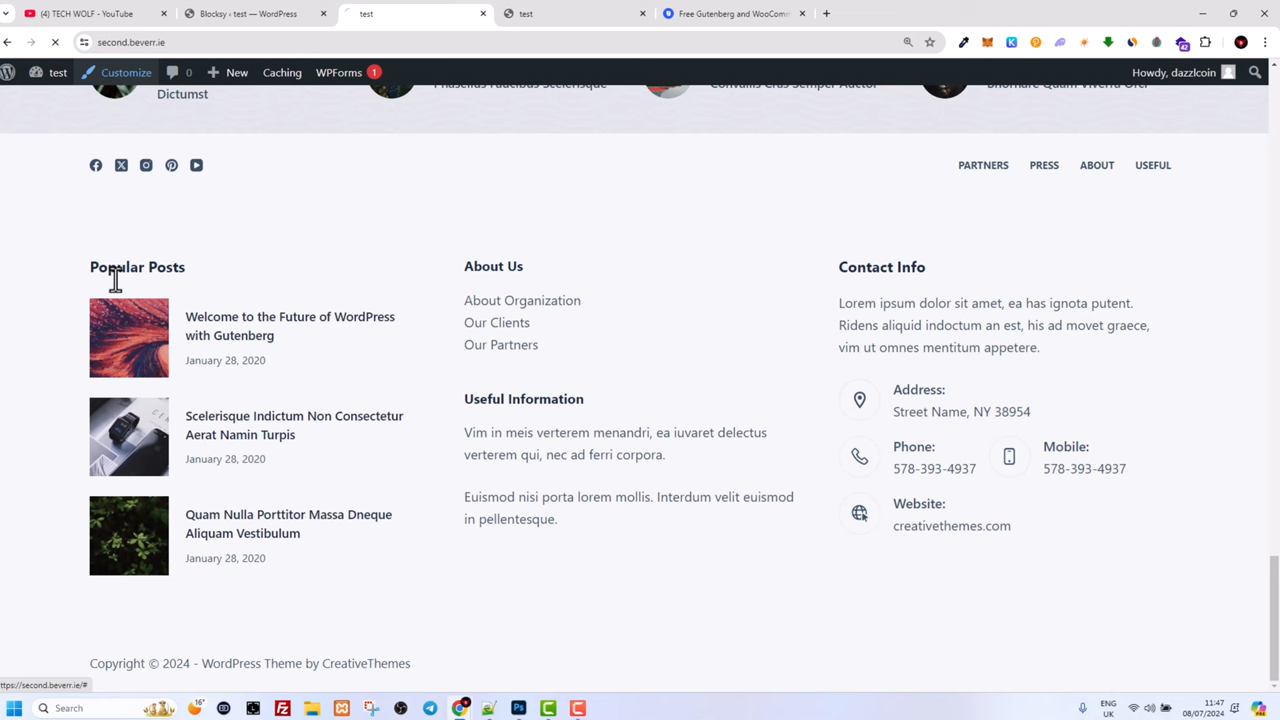 (4) TECH WOLF - YouTube
Blocksy ‹ test — WordPress
test
test
Free Gutenberg and WooComm
second.beverr.ie
test
Customize
0
New
Caching
WPForms
1
Howdy, dazzlcoin
Dictumst
Phasellus Faucibus Scelerisque
Convallis Cras Semper Auctor
Bhornare Quam Viverra Orci
PARTNERS
PRESS
ABOUT
USEFUL
Popular Posts
Welcome to the Future of WordPress
with Gutenberg
January 28, 2020
Scelerisque Indictum Non Consectetur
Aerat Namin Turpis
January 28, 2020
Quam Nulla Porttitor Massa Dneque
Aliquam Vestibulum
January 28, 2020
About Us
About Organization
Our Clients
Our Partners
Useful Information
Vim in meis verterem menandri, ea iuvaret delectus
verterem qui, nec ad ferri corpora.
Euismod nisi porta lorem mollis. Interdum velit euismod
in pellentesque.
Contact Info
Lorem ipsum dolor sit amet, ea has ignota putent.
Ridens aliquid indoctum an est, his ad movet graece,
vim ut omnes mentitum appetere.
Address:
Street Name, NY 38954
Phone:
578-393-4937
Mobile:
578-393-4937
Website:
creativethemes.com
Copyright © 2024 - WordPress Theme by CreativeThemes
ttps://second.beverr.ie/#
Search
16°
ENG
UK
11:47
08/07/2024